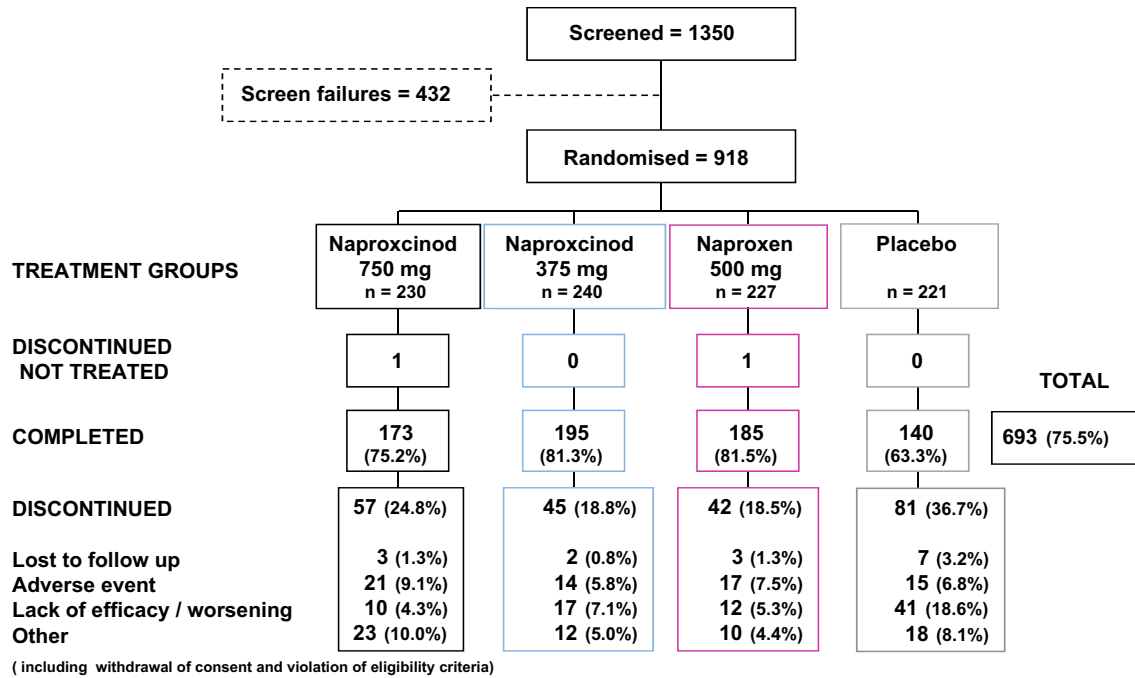 Screened = 1350
Screen failures = 432
Randomised = 918
TREATMENT GROUPS
Naproxcinod
750 mg
n = 230
Naproxcinod
375 mg
n = 240
Naproxen
500 mg
n = 227
Placebo
n = 221
DISCONTINUED
NOT TREATED
1
0
1
0
TOTAL
COMPLETED
173
(75.2%)
195
(81.3%)
185
(81.5%)
140
(63.3%)
693 (75.5%)
DISCONTINUED 57 (24.8%) 45 (18.8%) 42 (18.5%) 81 (36.7%)
Lost to follow up 3 (1.3%) 2 (0.8%) 3 (1.3%) 7 (3.2%)
Adverse event 21 (9.1%) 14 (5.8%) 17 (7.5%) 15 (6.8%)
Lack of efficacy / worsening 10 (4.3%) 17 (7.1%) 12 (5.3%) 41 (18.6%)
Other 23 (10.0%) 12 (5.0%) 10 (4.4%) 18 (8.1%)
( including withdrawal of consent and violation of eligibility criteria)